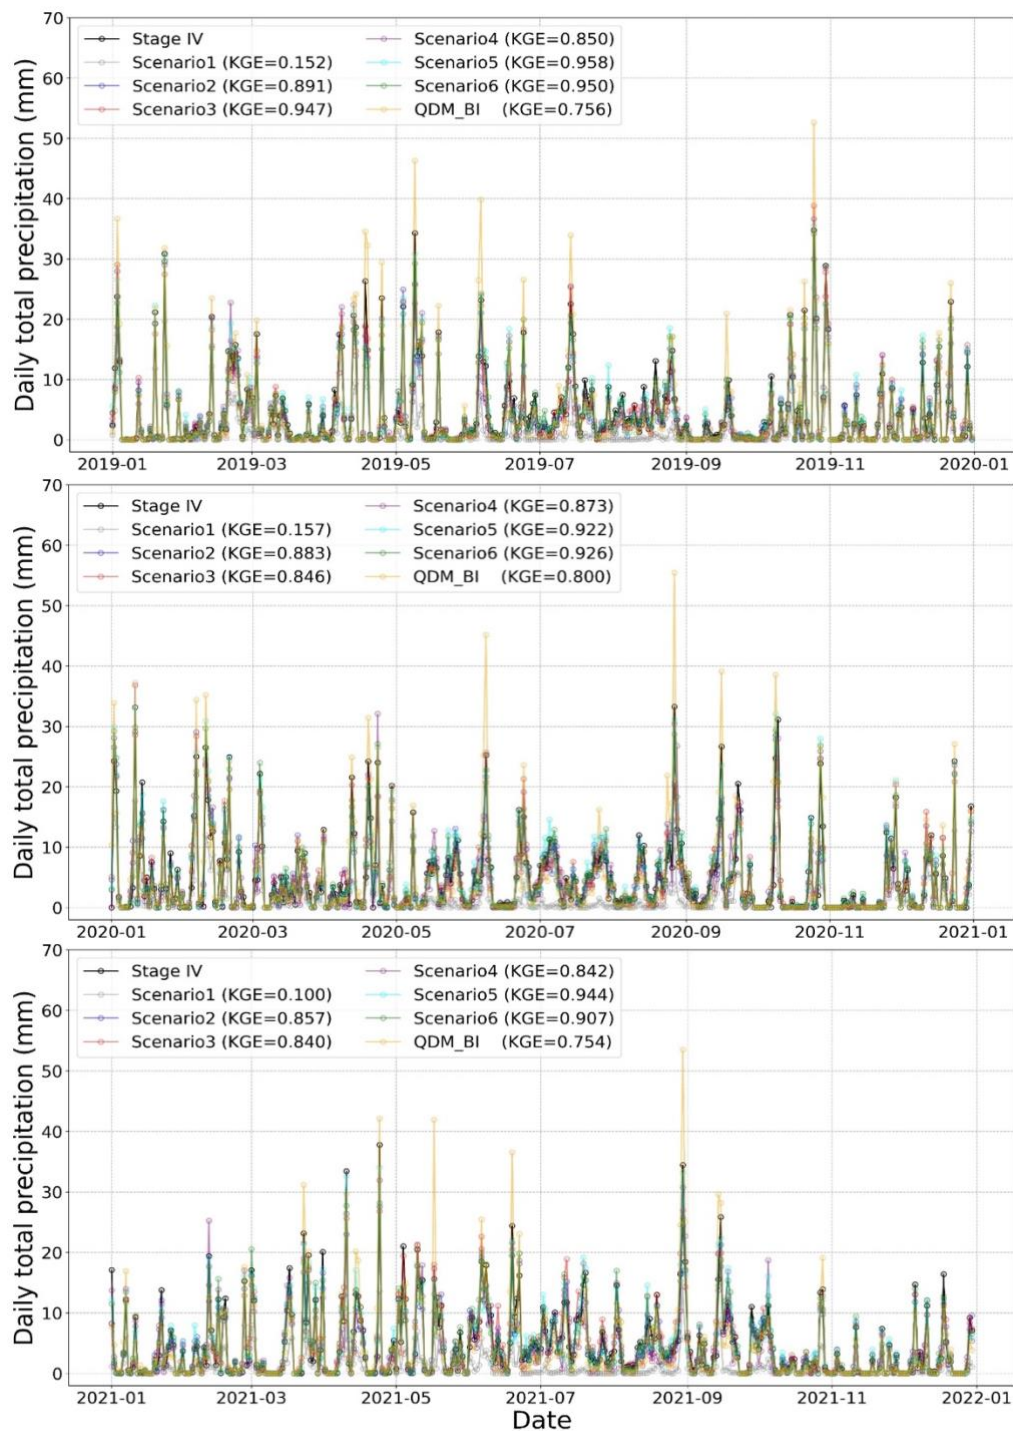 70
Stage IV
Scenario1 (KGE=0.152)
Scenario2 (KGE=0.891)
Scenario3 (KGE=0.947)
Scenario4 (KGE=0.850)
Scenario5 (KGE=0.958)
Scenario6 (KGE=0.950)
QDM_BI (KGE=0.756)
60
50
40
30
20
10
0
Daily total precipitation (mm)
2019-01 2019-03 2019-05 2019-07 2019-09 2019-11 2020-01
70
Stage IV
Scenario1 (KGE=0.157)
Scenario2 (KGE=0.883)
Scenario3 (KGE=0.846)
Scenario4 (KGE=0.873)
Scenario5 (KGE=0.922)
Scenario6 (KGE=0.926)
QDM_BI (KGE=0.800)
60
50
40
30
20
10
0
Daily total precipitation (mm)
2020-01 2020-03 2020-05 2020-07 2020-09 2020-11 2021-01
70
Stage IV
Scenario1 (KGE=0.100)
Scenario2 (KGE=0.857)
Scenario3 (KGE=0.840)
Scenario4 (KGE=0.842)
Scenario5 (KGE=0.944)
Scenario6 (KGE=0.907)
QDM_BI (KGE=0.754)
60
50
40
30
20
10
0
Daily total precipitation (mm)
2021-01 2021-03 2021-05 2021-07 2021-09 2021-11 2022-01
Date